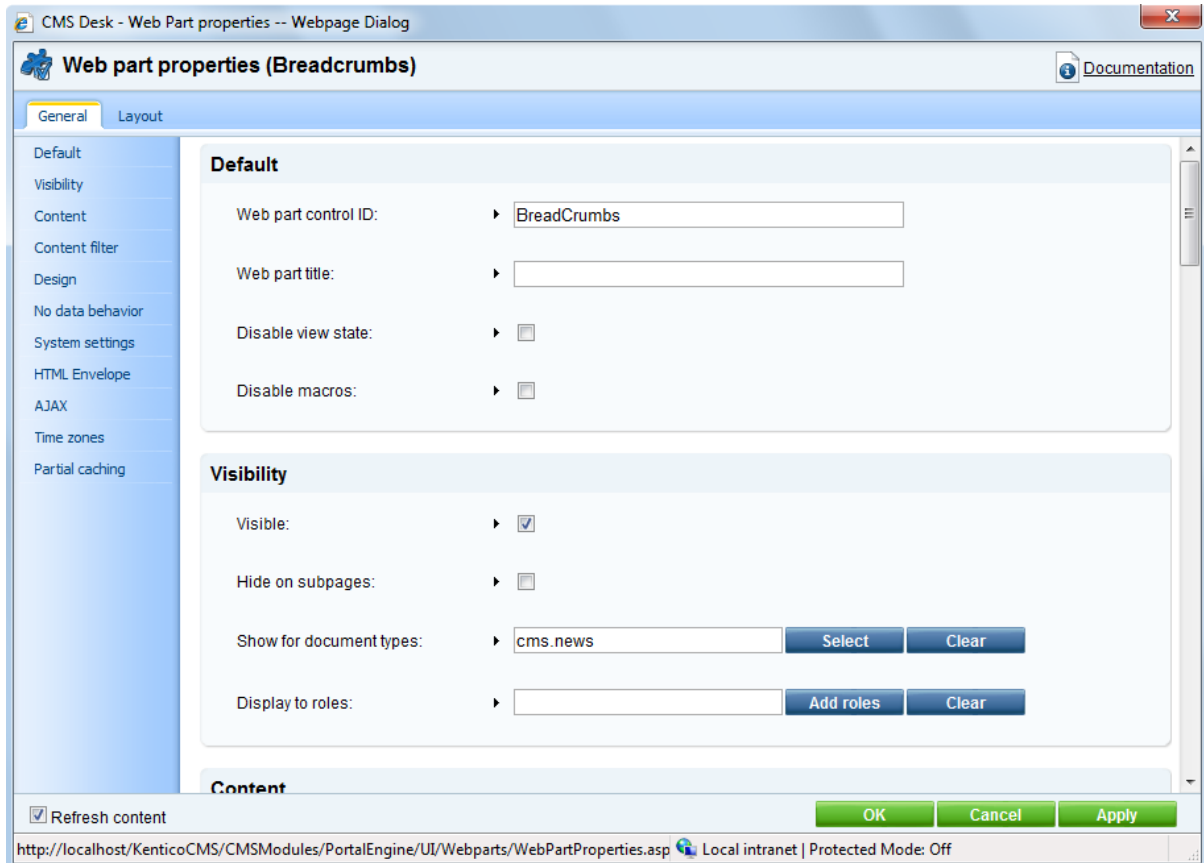 CMS Desk - Web Part properties -- Webpage Dialog
Web part properties (Breadcrumbs)
Documentation
General Layout
Default
Visibility
Content
Content filter
Design
No data behavior
System settings
HTML Envelope
AJAX
Time zones
Partial caching
Default
Web part control ID: BreadCrumbs
Web part title:
Disable view state:
Disable macros:
Visibility
Visible:
Hide on subpages:
Show for document types: cms.news Select Clear
Display to roles: Add roles Clear
Content
Refresh content OK Cancel Apply
http://localhost/KenticoCMS/CMSModules/PortalEngine/UI/Webparts/WebPartProperties.asp Local intranet | Protected Mode: Off